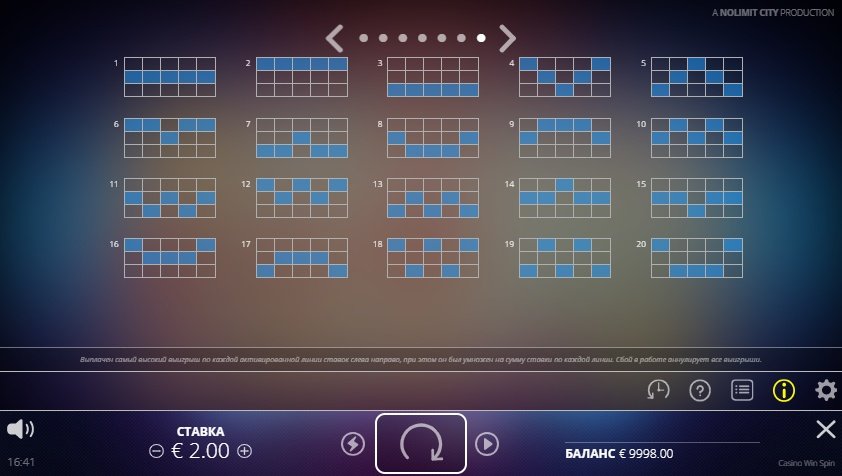 A NOLIMIT CITY PRODUCTION
1 2 3 4 5
6 7 8 9 10
11 12 13 14 15
16 17 18 19 20
Выплачен самый высокий выигрыш по каждой активированной линии ставок слева направо, при этом он был умножен на сумму ставки по каждой линии. Сбой в работе аннулирует все выигрыши.
СТАВКА
€ 2.00
БАЛАНС € 9998.00
16:41
Casino Win Spin